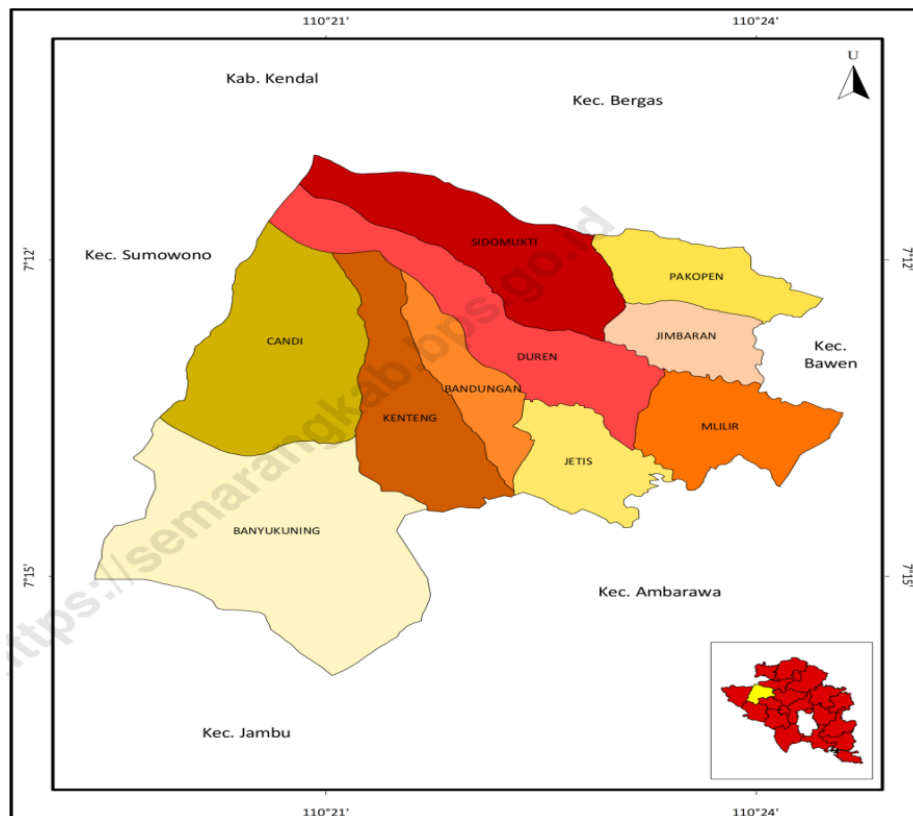 110°21'
110°24'
U
Kab. Kendal
Kec. Bergas
Kec. Sumowono
7°12'
7°12'
SIDOMUKTI
PAKOPEN
CANDI
JIMBARAN
Kec.
Bawen
DUREN
BANDUNGAN
KENTENG
MLILIR
JETIS
BANYUKUNING
7°15'
7°15'
Kec. Ambarawa
Kec. Jambu
110°21'
110°24'
https://semarangkab.bps.go.id